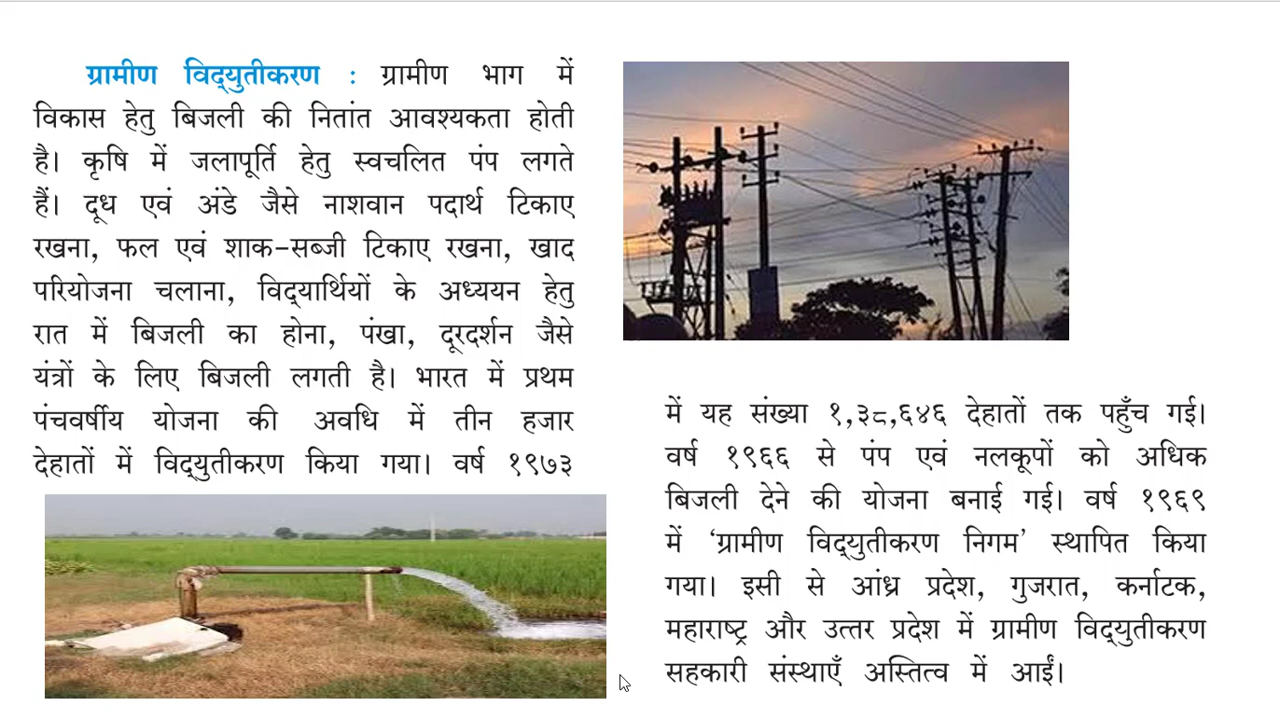 ग्रामीण विद्‌युतीकरण : ग्रामीण भाग में
विकास हेतु बिजली की नितांत आवश्यकता होती
है। कृषि में जलापूर्ति हेतु स्वचलित पंप लगते
हैं। दूध एवं अंडे जैसे नाशवान पदार्थ टिकाए
रखना, फल एवं शाक-सब्जी टिकाए रखना, खाद
परियोजना चलाना, विद्‌यार्थियों के अध्ययन हेतु
रात में बिजली का होना, पंखा, दूरदर्शन जैसे
यंत्रों के लिए बिजली लगती है। भारत में प्रथम
पंचवर्षीय योजना की अवधि में तीन हजार
देहातों में विद्‌युतीकरण किया गया। वर्ष १९७३
में यह संख्या १,३८,६४६ देहातों तक पहुँच गई।
वर्ष १९६६ से पंप एवं नलकूपों को अधिक
बिजली देने की योजना बनाई गई। वर्ष १९६९
में ‘ग्रामीण विद्‌युतीकरण निगम’ स्थापित किया
गया। इसी से आंध्र प्रदेश, गुजरात, कर्नाटक,
महाराष्ट्र और उत्तर प्रदेश में ग्रामीण विद्‌युतीकरण
सहकारी संस्थाएँ अस्तित्व में आईं।